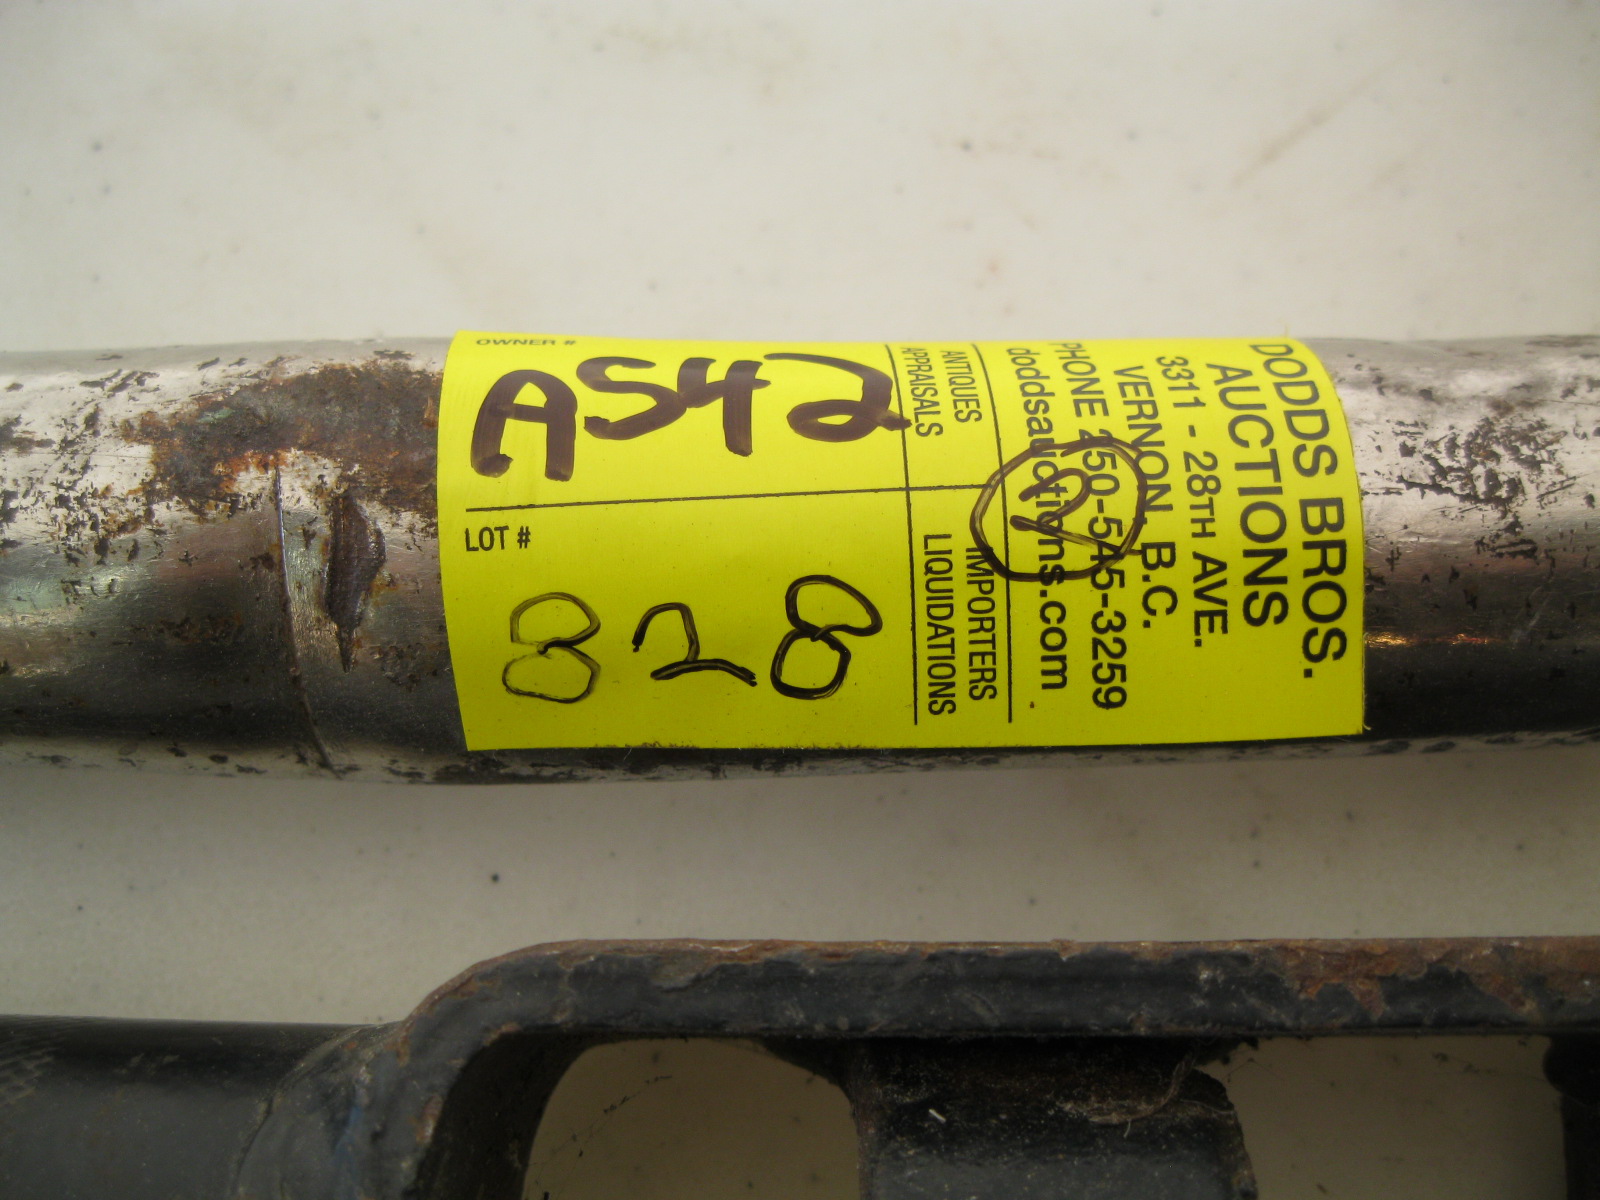 DODDS BROS.
AUCTIONS
3311 - 28TH AVE.
VERNON, B.C.
PHONE 250-545-3259
doddsauctions.com
R
ANTIQUES IMPORTERS
APPRAISALS LIQUIDATIONS
OWNER #
A542
LOT #
828